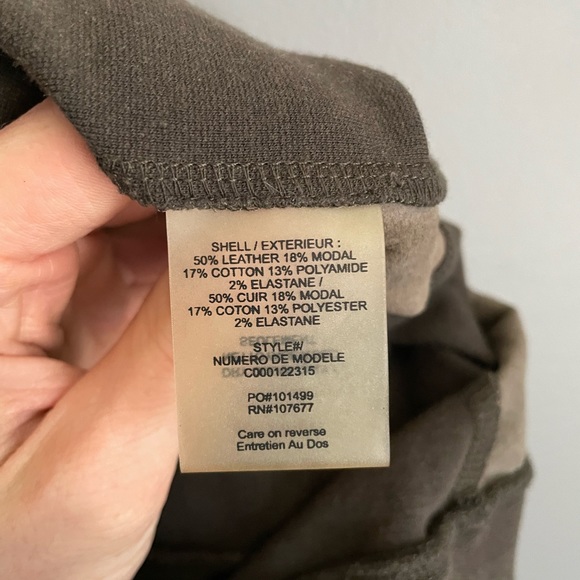 SHELL / EXTERIEUR :
50% LEATHER 18% MODAL
17% COTTON 13% POLYAMIDE
2% ELASTANE /
50% CUIR 18% MODAL
17% COTON 13% POLYESTER
2% ELASTANE
STYLE#/
NUMERO DE MODELE
C000122315
PO#101499
RN#107677
Care on reverse
Entretien Au Dos